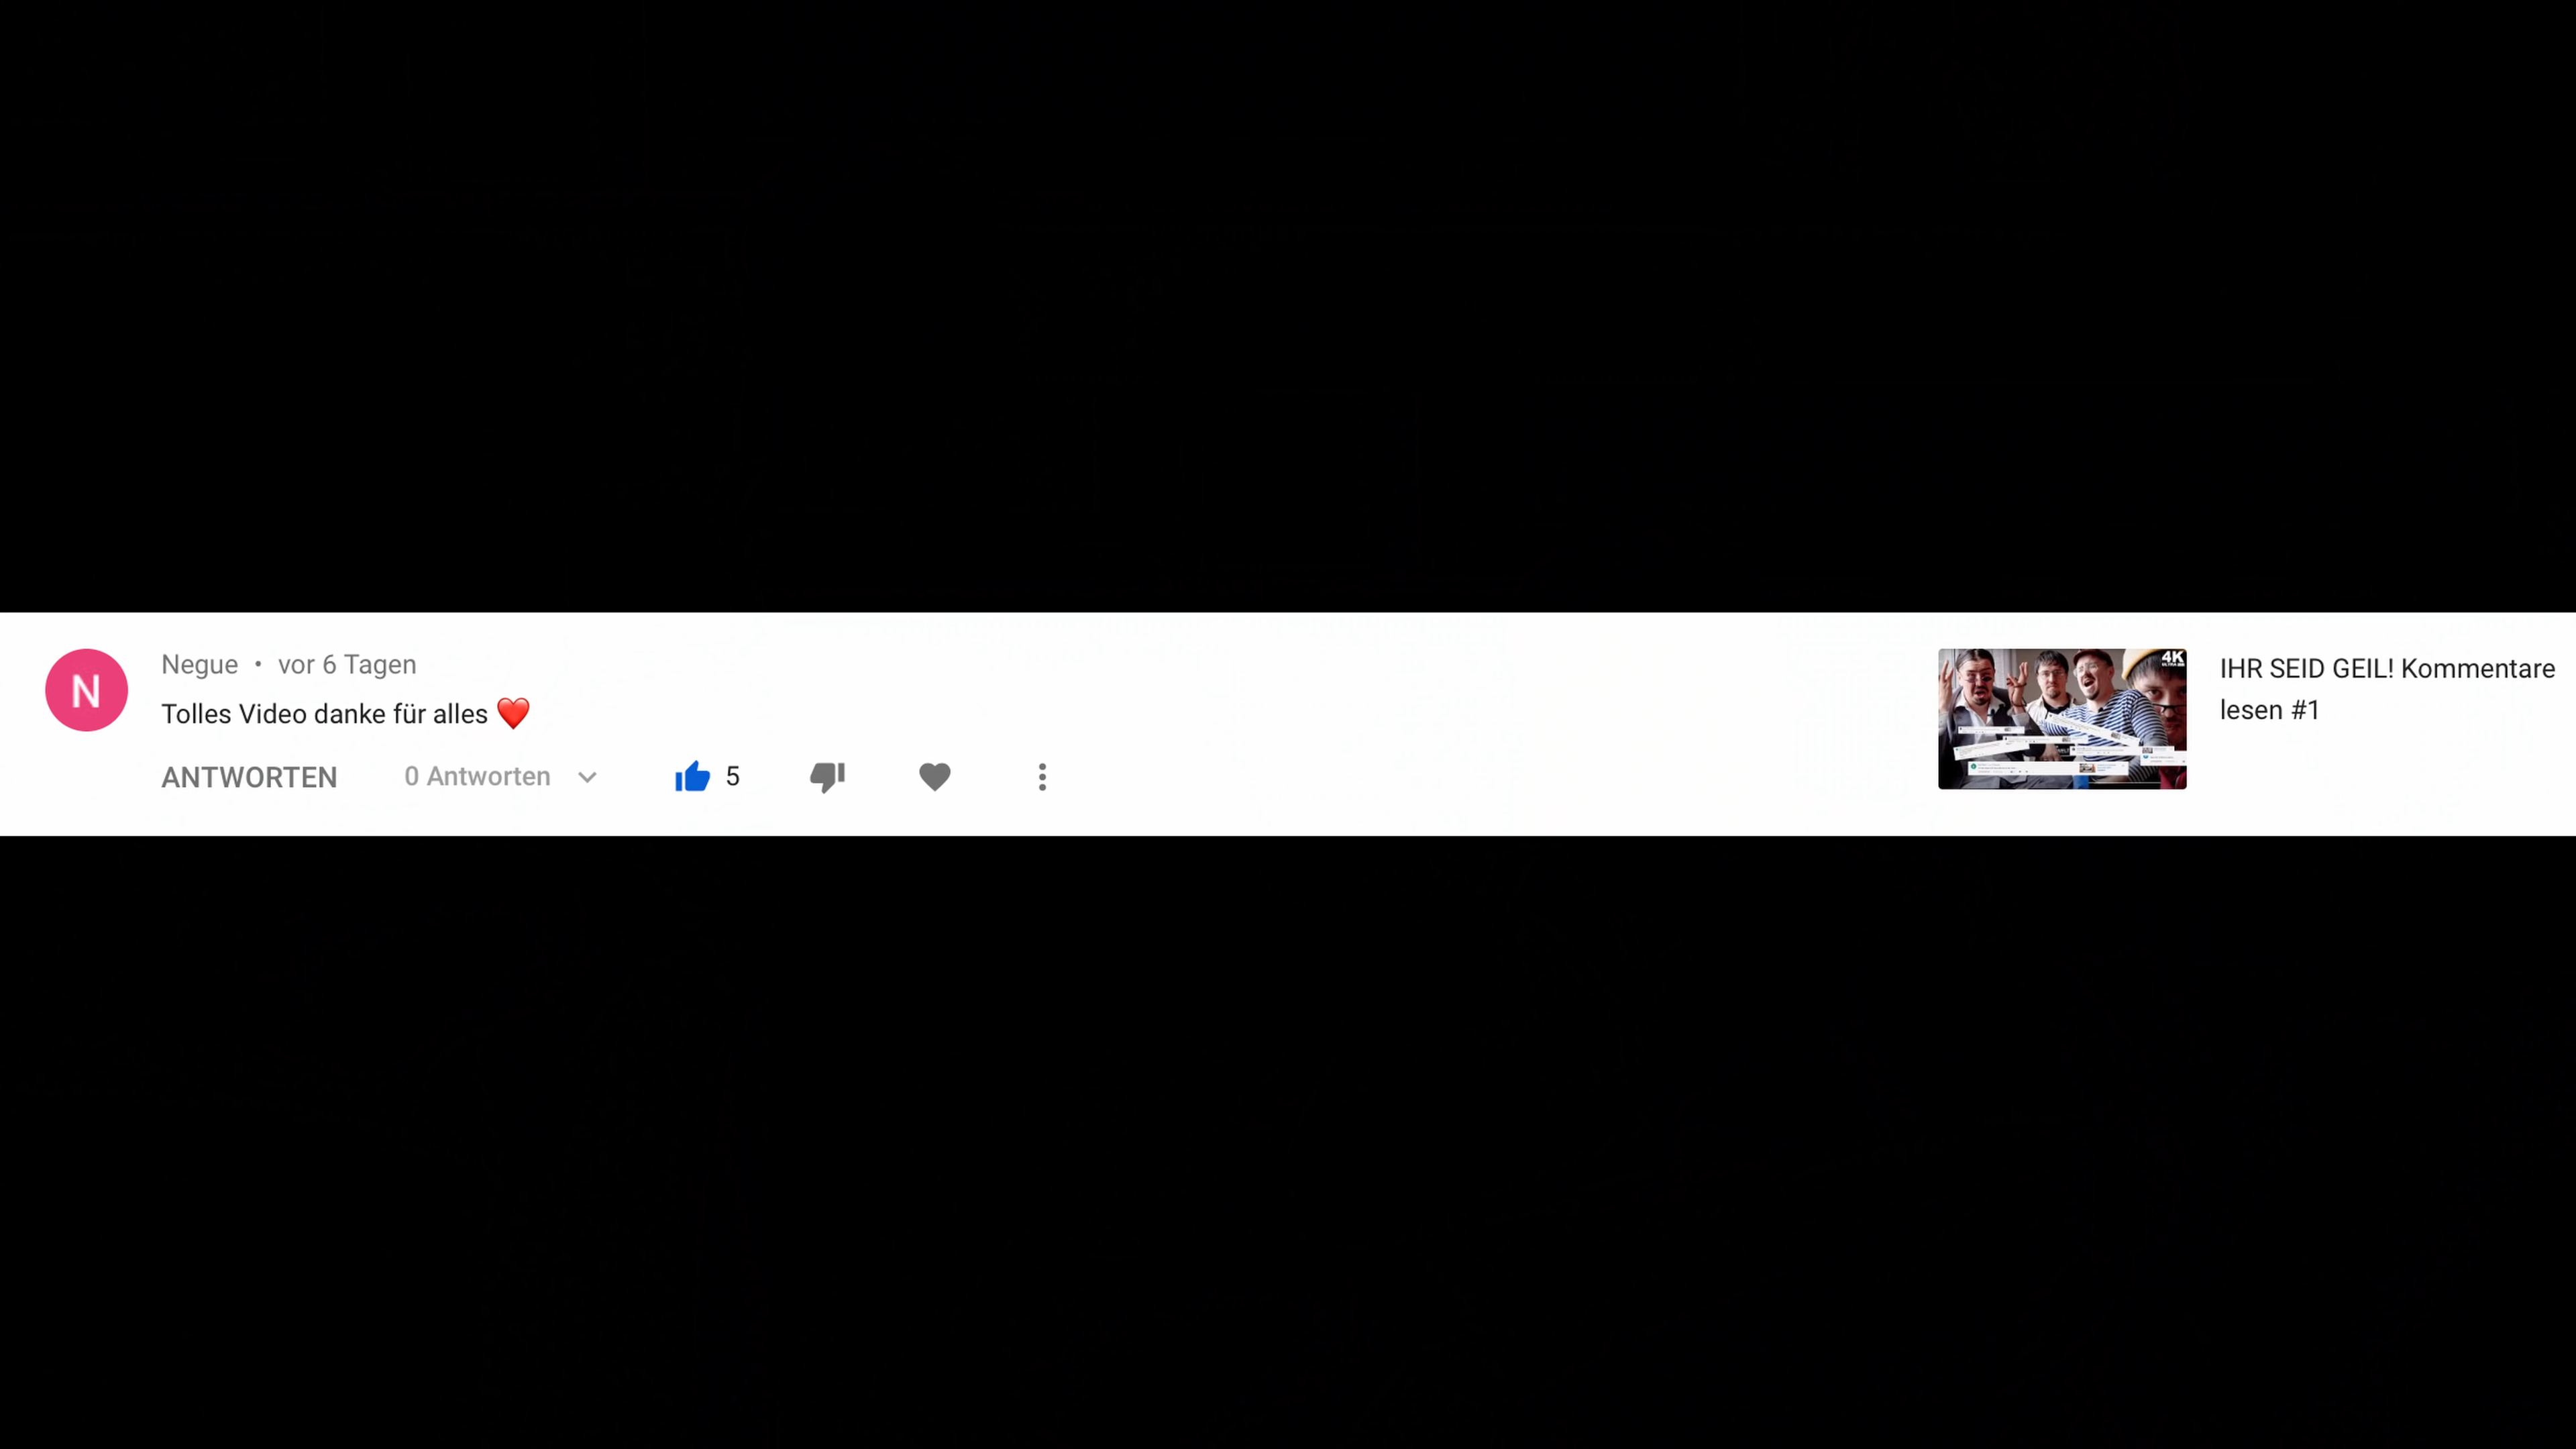 N
Negue • vor 6 Tagen
Tolles Video danke für alles ❤️
ANTWORTEN 0 Antworten 5
4K
IHR SEID GEIL! Kommentare
lesen #1